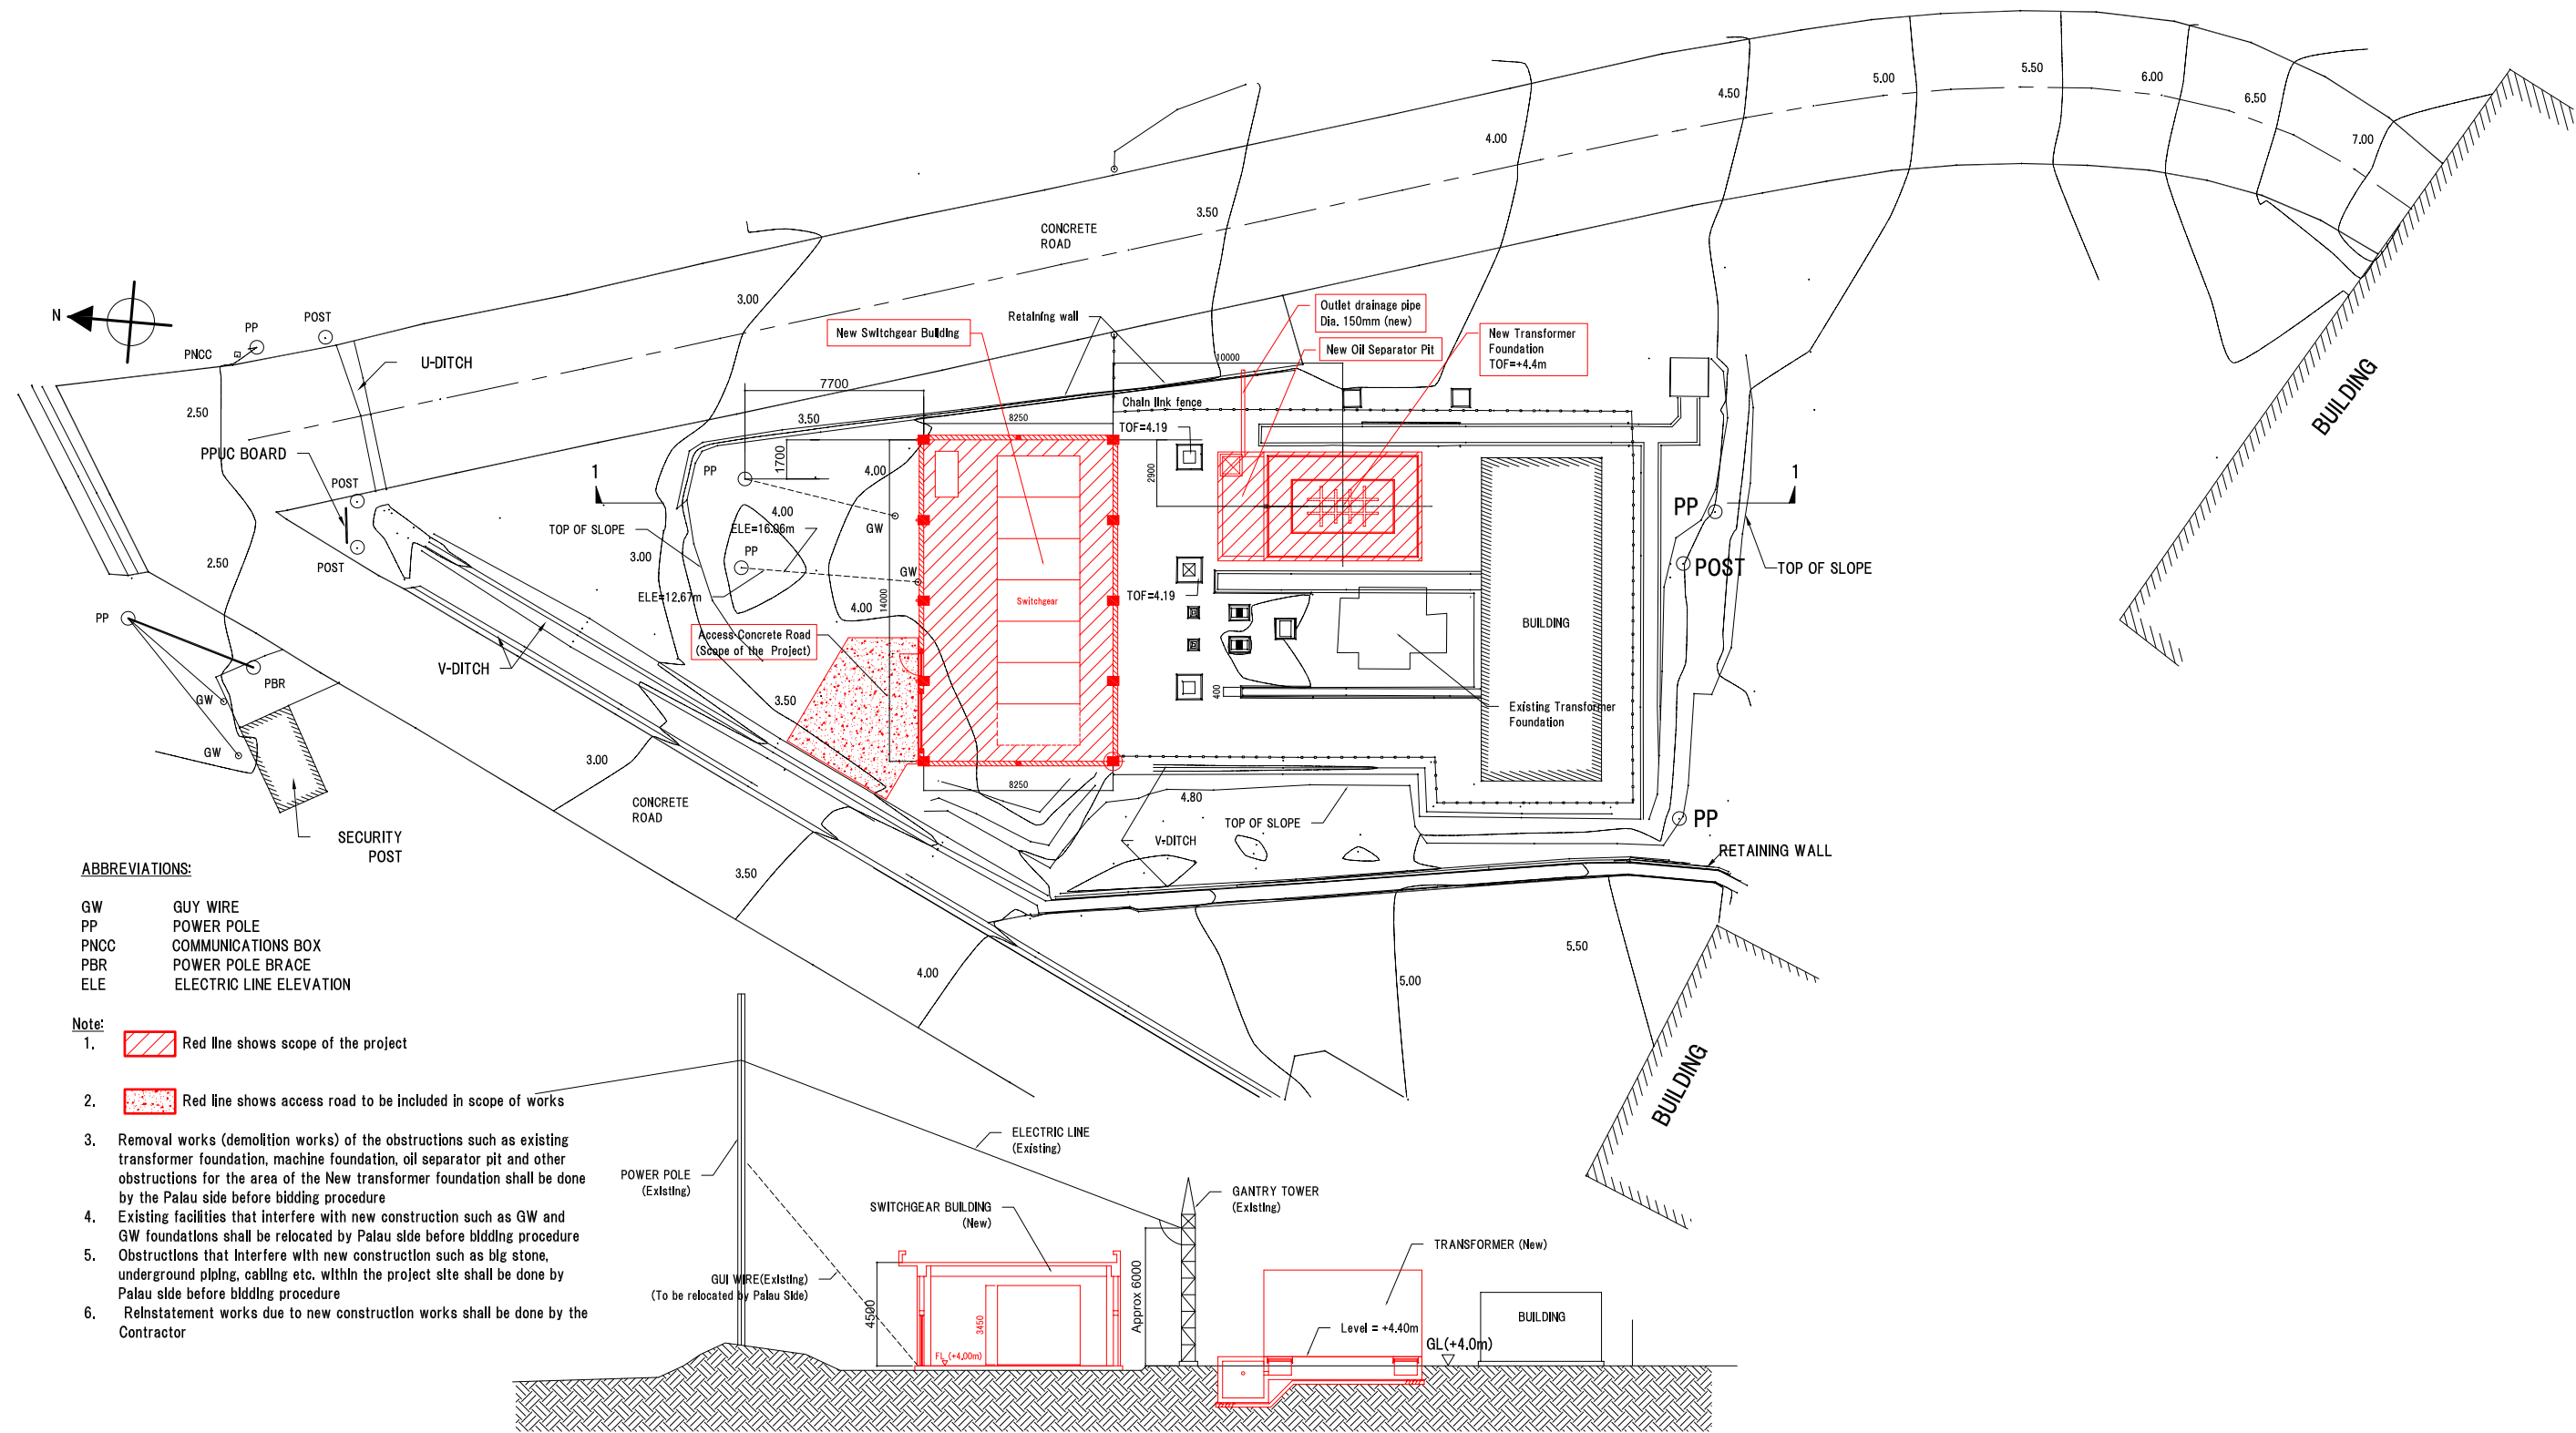 5.50
5.00
6.00
4.50
6.50
4.00
7.00
3.50
CONCRETE
ROAD
3.00
N
PP
POST
PNCC
U-DITCH
2.50
New Switchgear Building
Retaining wall
Outlet drainage pipe
Dia. 150mm (new)
New Oil Separator Pit
New Transformer
Foundation
TOF=+4.4m
10000
7700
3.50
8250
Chain link fence
TOF=4.19
BUILDING
PPUC BOARD
1
PP
1700
4.00
2900
1
POST
TOP OF SLOPE
4.00
ELE=16.06m
GW
PP
3.00
PP
2.50
POST
GW
POST
TOP OF SLOPE
ELE=12.67m
4.00
14000
Switchgear
TOF=4.19
BUILDING
PP
Access Concrete Road
(Scope of the Project)
V-DITCH
PBR
GW
3.50
400
Existing Transformer
Foundation
GW
3.00
8250
4.80
CONCRETE
ROAD
TOP OF SLOPE
PP
SECURITY
POST
V-DITCH
RETAINING WALL
3.50
4.00
5.50
5.00
BUILDING
ABBREVIATIONS:
GW GUY WIRE
PP POWER POLE
PNCC COMMUNICATIONS BOX
PBR POWER POLE BRACE
ELE ELECTRIC LINE ELEVATION
Note:
1. Red line shows scope of the project
2. Red line shows access road to be included in scope of works
3. Removal works (demolition works) of the obstructions such as existing
transformer foundation, machine foundation, oil separator pit and other
obstructions for the area of the New transformer foundation shall be done
by the Palau side before bidding procedure
4. Existing facilities that interfere with new construction such as GW and
GW foundations shall be relocated by Palau side before bidding procedure
5. Obstructions that interfere with new construction such as big stone,
underground piping, cabling etc. within the project site shall be done by
Palau side before bidding procedure
6. Reinstatement works due to new construction works shall be done by the
Contractor
ELECTRIC LINE
(Existing)
POWER POLE
(Existing)
SWITCHGEAR BUILDING
(New)
GANTRY TOWER
(Existing)
TRANSFORMER (New)
GUI WIRE(Existing)
(To be relocated by Palau Side)
4500
3450
FL (+4.00m)
Approx 6000
Level = +4.40m
GL(+4.0m)
BUILDING